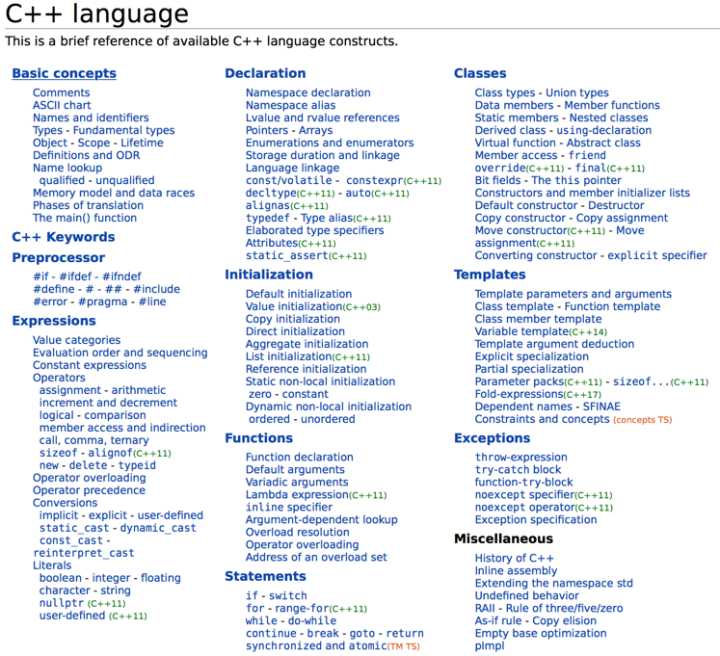 C++ language
This is a brief reference of available C++ language constructs.
Basic concepts
Comments
ASCII chart
Names and identifiers
Types - Fundamental types
Object - Scope - Lifetime
Definitions and ODR
Name lookup
qualified - unqualified
Memory model and data races
Phases of translation
The main() function
C++ Keywords
Preprocessor
#if - #ifdef - #ifndef
#define - # - ## - #include
#error - #pragma - #line
Expressions
Value categories
Evaluation order and sequencing
Constant expressions
Operators
assignment - arithmetic
increment and decrement
logical - comparison
member access and indirection
call, comma, ternary
sizeof - alignof(C++11)
new - delete - typeid
Operator overloading
Operator precedence
Conversions
implicit - explicit - user-defined
static_cast - dynamic_cast
const_cast -
reinterpret_cast
Literals
boolean - integer - floating
character - string
nullptr (C++11)
user-defined (C++11)
Declaration
Namespace declaration
Namespace alias
Lvalue and rvalue references
Pointers - Arrays
Enumerations and enumerators
Storage duration and linkage
Language linkage
const/volatile - constexpr(C++11)
decltype(C++11) - auto(C++11)
alignas(C++11)
typedef - Type alias(C++11)
Elaborated type specifiers
Attributes(C++11)
static_assert(C++11)
Initialization
Default initialization
Value initialization(C++03)
Copy initialization
Direct initialization
Aggregate initialization
List initialization(C++11)
Reference initialization
Static non-local initialization
zero - constant
Dynamic non-local initialization
ordered - unordered
Functions
Function declaration
Default arguments
Variadic arguments
Lambda expression(C++11)
inline specifier
Argument-dependent lookup
Overload resolution
Operator overloading
Address of an overload set
Statements
if - switch
for - range-for(C++11)
while - do-while
continue - break - goto - return
synchronized and atomic(TM TS)
Classes
Class types - Union types
Data members - Member functions
Static members - Nested classes
Derived class - using-declaration
Virtual function - Abstract class
Member access - friend
override(C++11) - final(C++11)
Bit fields - The this pointer
Constructors and member initializer lists
Default constructor - Destructor
Copy constructor - Copy assignment
Move constructor(C++11) - Move
assignment(C++11)
Converting constructor - explicit specifier
Templates
Template parameters and arguments
Class template - Function template
Class member template
Variable template(C++14)
Template argument deduction
Explicit specialization
Partial specialization
Parameter packs(C++11) - sizeof...(C++11)
Fold-expressions(C++17)
Dependent names - SFINAE
Constraints and concepts (concepts TS)
Exceptions
throw-expression
try-catch block
function-try-block
noexcept specifier(C++11)
noexcept operator(C++11)
Exception specification
Miscellaneous
History of C++
Inline assembly
Extending the namespace std
Undefined behavior
RAII - Rule of three/five/zero
As-if rule - Copy elision
Empty base optimization
pImpl